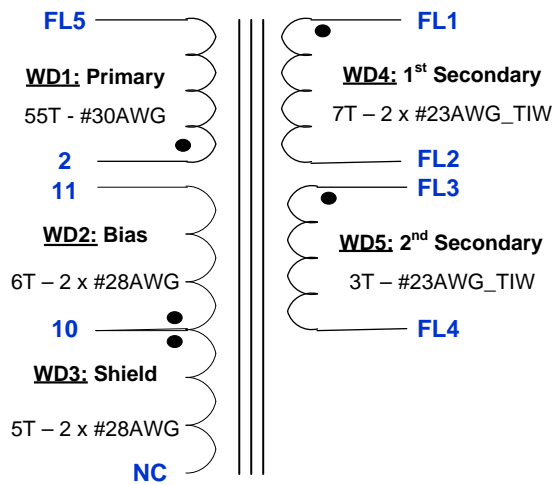 FL5
WD1: Primary
55T - #30AWG
2
11
WD2: Bias
6T – 2 x #28AWG
10
WD3: Shield
5T – 2 x #28AWG
NC
FL1
WD4: 1st Secondary
7T – 2 x #23AWG_TIW
FL2
FL3
WD5: 2nd Secondary
3T – #23AWG_TIW
FL4